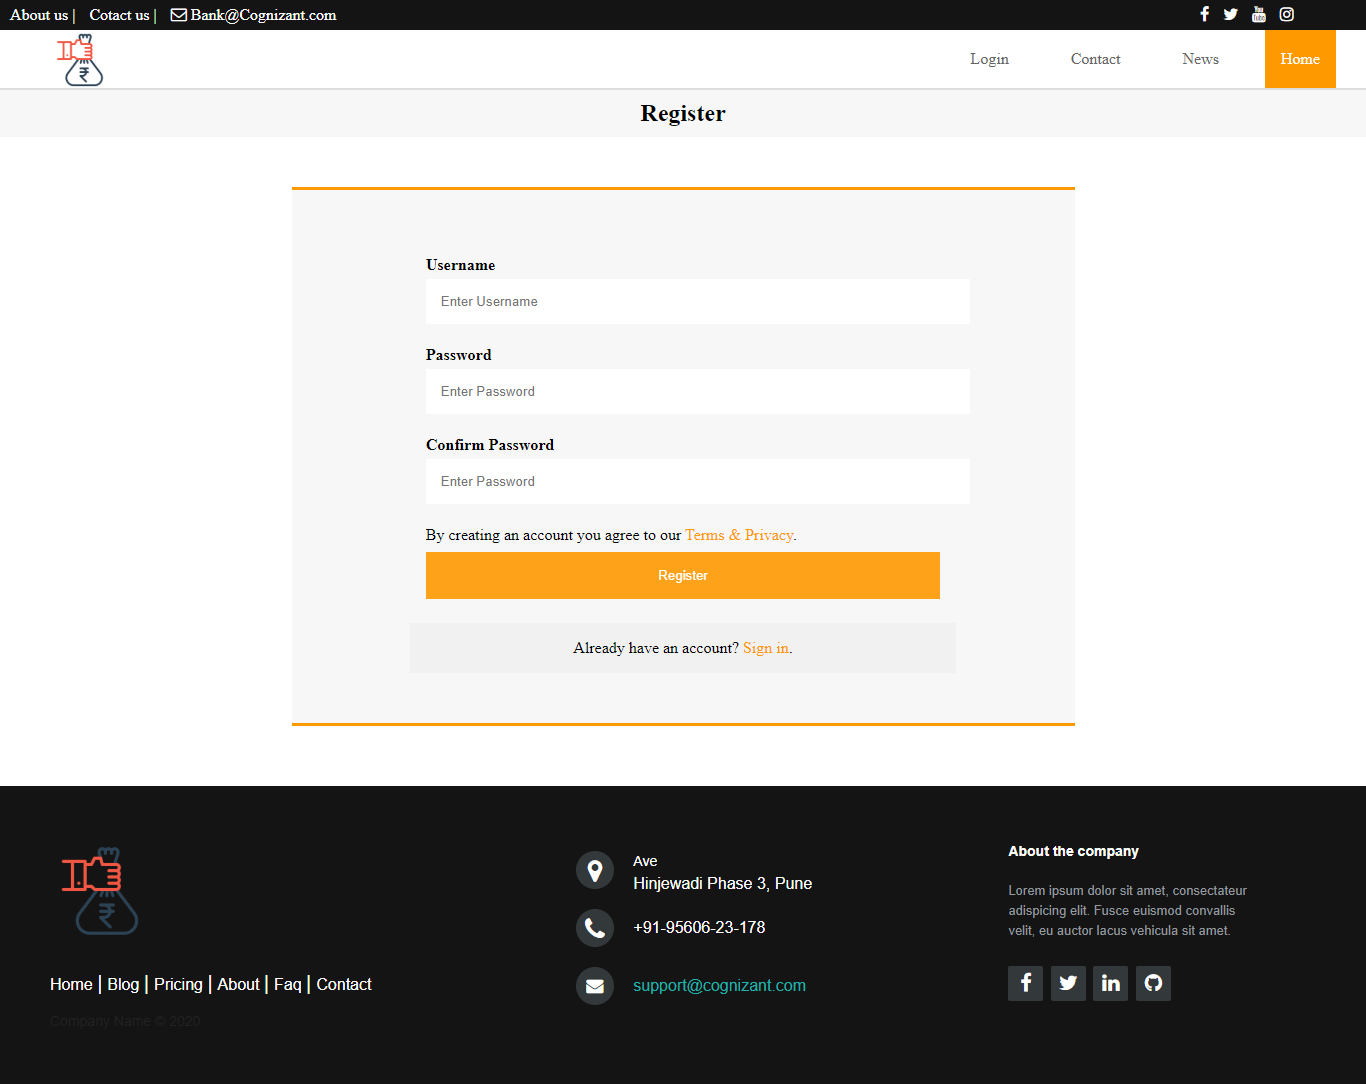 About us | Cotact us | Bank@Cognizant.com
Login Contact News Home
Register
Username
Enter Username
Password
Enter Password
Confirm Password
Enter Password
By creating an account you agree to our Terms & Privacy.
Register
Already have an account? Sign in.
Home | Blog | Pricing | About | Faq | Contact
Company Name © 2020
Ave
Hinjewadi Phase 3, Pune
+91-95606-23-178
support@cognizant.com
About the company
Lorem ipsum dolor sit amet, consectateur
adispicing elit. Fusce euismod convallis
velit, eu auctor lacus vehicula sit amet.